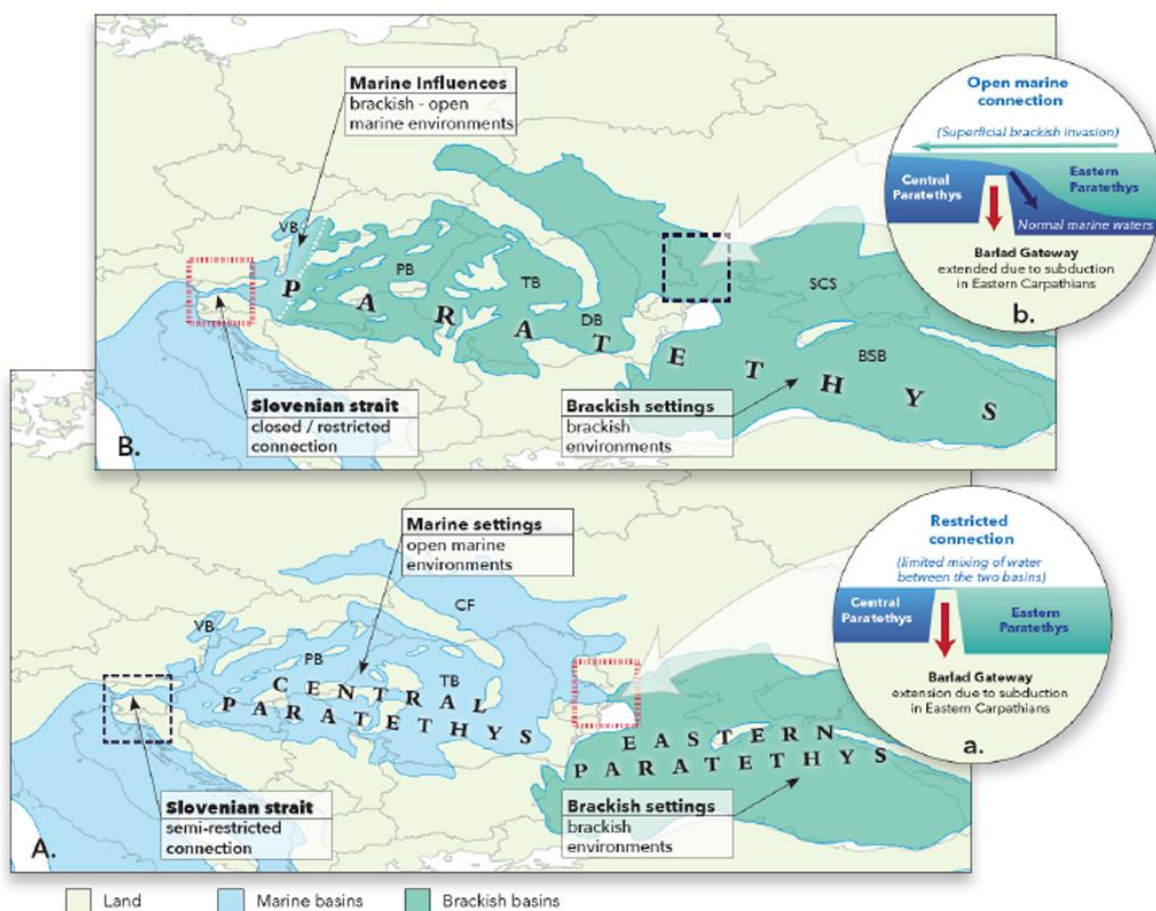 Marine Influences
brackish - open
marine environments
VB
PB
TB
DB
SCS
BSB
P A R A T E T H Y S
Slovenian strait
closed / restricted
connection
Brackish settings
brackish
environments
B.
Open marine
connection
(Superficial brackish invasion)
Central
Paratethys
Eastern
Paratethys
Normal marine waters
Barlad Gateway
extended due to subduction
in Eastern Carpathians
b.
Marine settings
open marine
environments
CF
VB
PB
TB
C E N T R A L
P A R A T E T H Y S
E A S T E R N
P A R A T E T H Y S
Slovenian strait
semi-restricted
connection
Brackish settings
brackish
environments
A.
Restricted
connection
(limited mixing of water
between the two basins)
Central
Paratethys
Eastern
Paratethys
Barlad Gateway
extension due to subduction
in Eastern Carpathians
a.
Land
Marine basins
Brackish basins